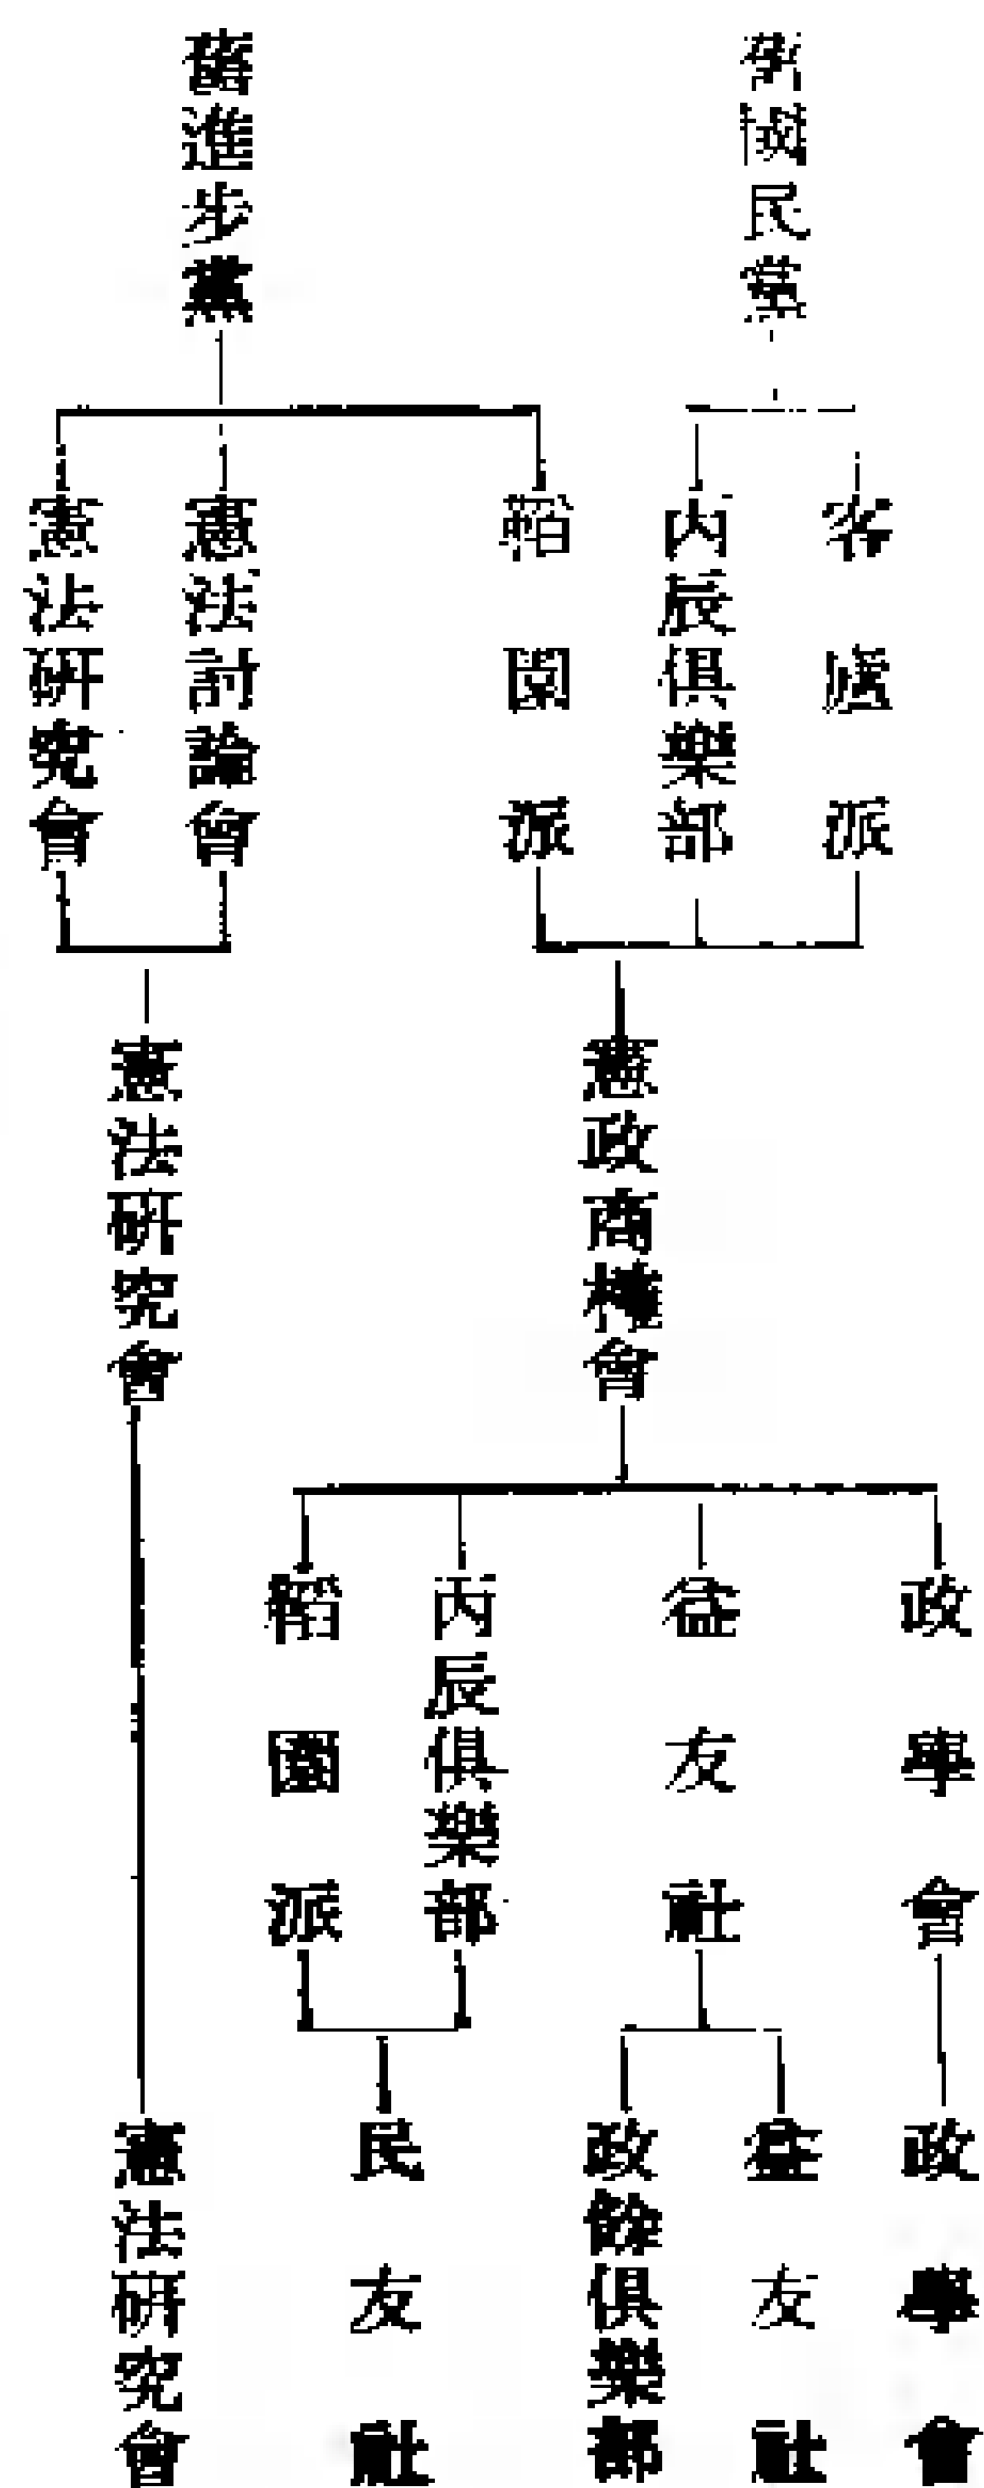 舊國民黨
舊進步黨
客廬派
丙辰俱樂部
韜園派
憲法討論會
憲法研究會
憲政商榷會
憲法研究會
政學會
益友社
丙辰俱樂部
韜園派
政學會
益友社
政餘俱樂部
民友社
憲法研究會